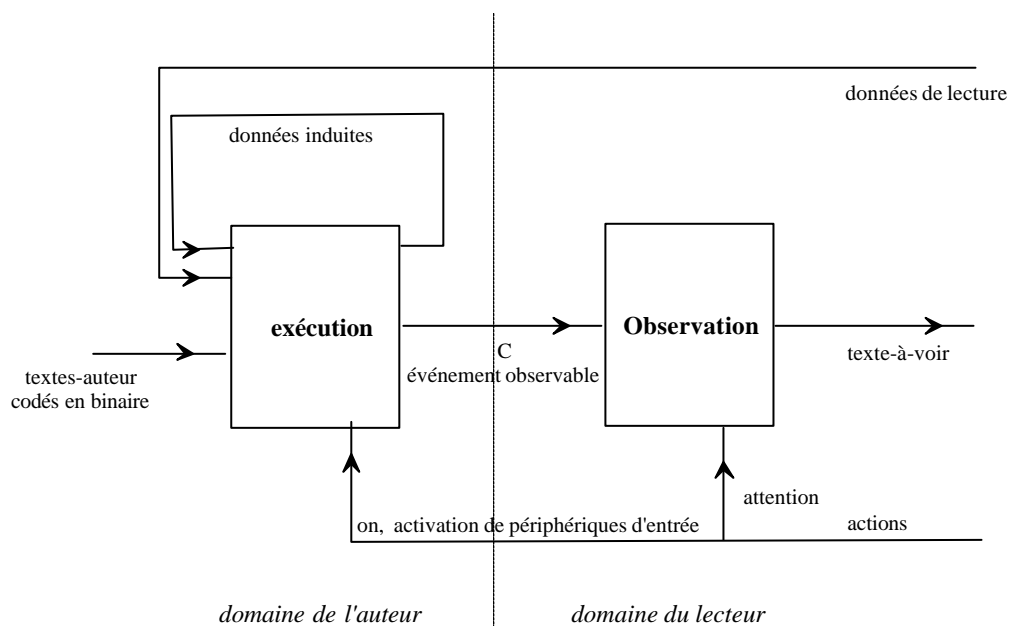 données de lecture
données induites
exécution
Observation
C
événement observable
texte-à-voir
textes-auteur
codés en binaire
attention
on, activation de périphériques d'entrée
actions
domaine de l'auteur
domaine du lecteur